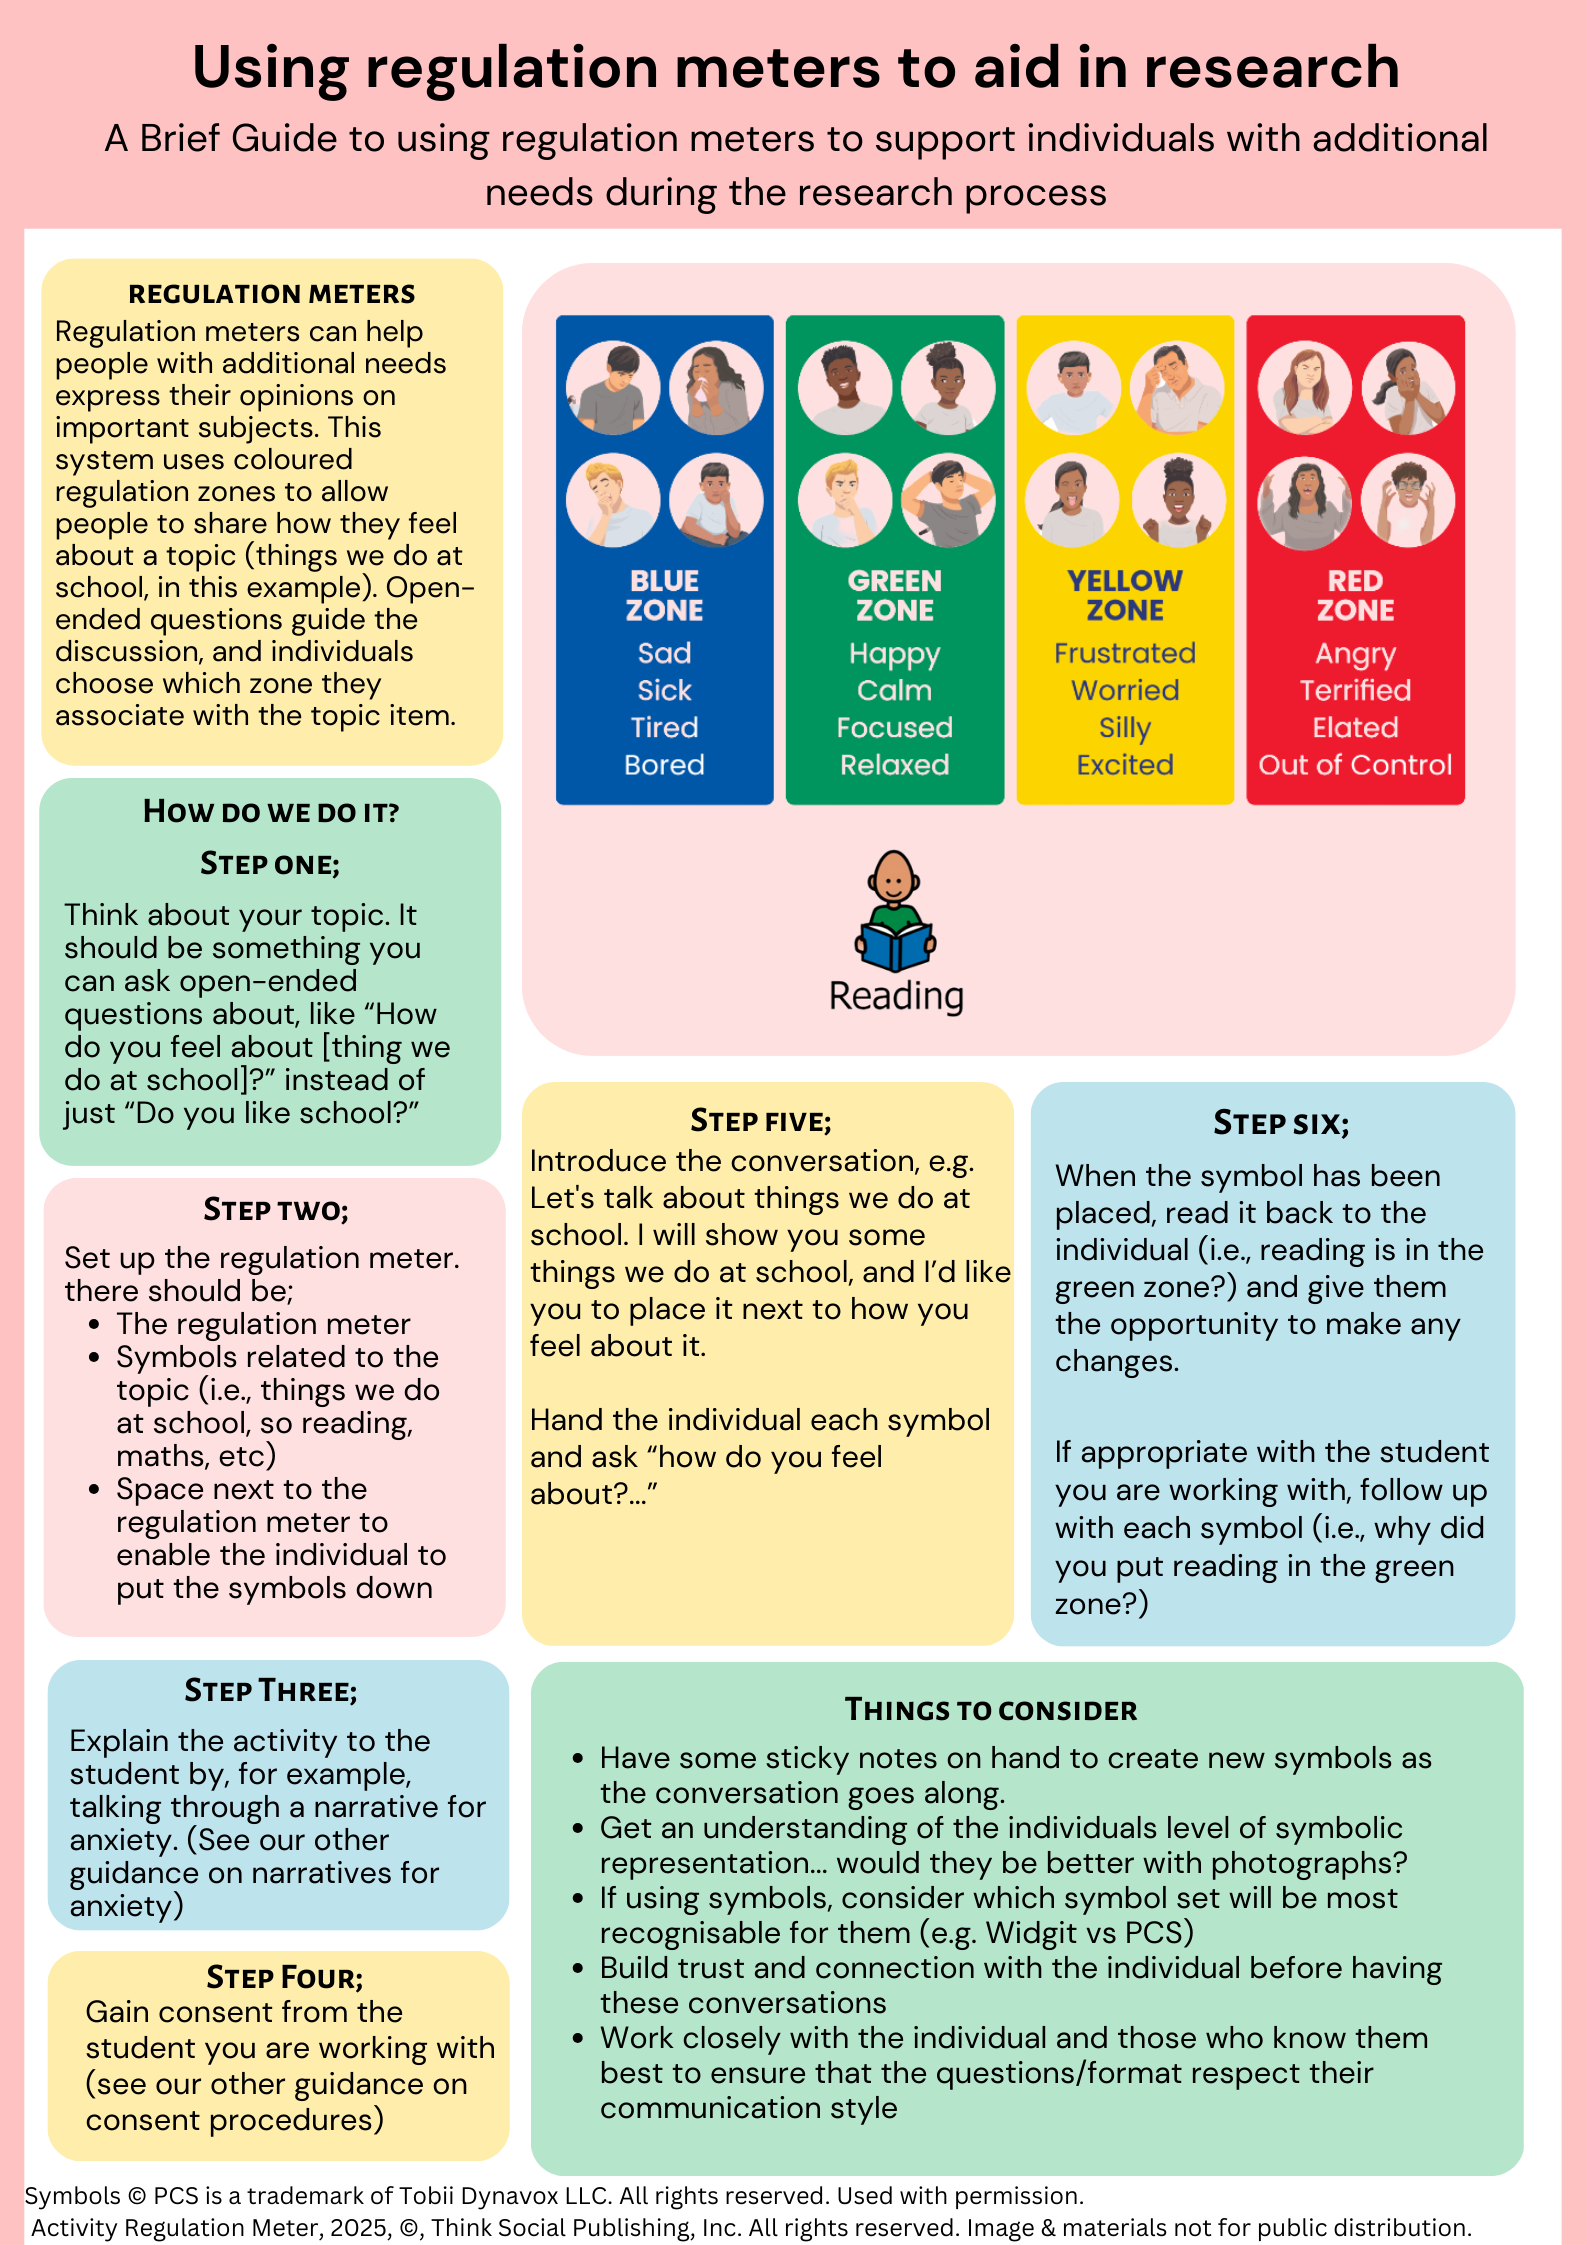 Using regulation meters to aid in research
A Brief Guide to using regulation meters to support individuals with additional
needs during the research process
REGULATION METERS
Regulation meters can help
people with additional needs
express their opinions on
important subjects. This
system uses coloured
regulation zones to allow
people to share how they feel
about a topic (things we do at
school, in this example). Open-
ended questions guide the
discussion, and individuals
choose which zone they
associate with the topic item.
BLUE
ZONE
Sad
Sick
Tired
Bored
GREEN
ZONE
Happy
Calm
Focused
Relaxed
YELLOW
ZONE
Frustrated
Worried
Silly
Excited
RED
ZONE
Angry
Terrified
Elated
Out of Control
Reading
HOW DO WE DO IT?
STEP ONE;
Think about your topic. It
should be something you
can ask open-ended
questions about, like “How
do you feel about [thing we
do at school]?” instead of
just “Do you like school?”
STEP TWO;
Set up the regulation meter.
there should be;
• The regulation meter
• Symbols related to the
topic (i.e., things we do
at school, so reading,
maths, etc)
• Space next to the
regulation meter to
enable the individual to
put the symbols down
STEP THREE;
Explain the activity to the
student by, for example,
talking through a narrative for
anxiety. (See our other
guidance on narratives for
anxiety)
STEP FOUR;
Gain consent from the
student you are working with
(see our other guidance on
consent procedures)
STEP FIVE;
Introduce the conversation, e.g.
Let's talk about things we do at
school. I will show you some
things we do at school, and I’d like
you to place it next to how you
feel about it.
Hand the individual each symbol
and ask “how do you feel
about?...”
STEP SIX;
When the symbol has been
placed, read it back to the
individual (i.e., reading is in the
green zone?) and give them
the opportunity to make any
changes.
If appropriate with the student
you are working with, follow up
with each symbol (i.e., why did
you put reading in the green
zone?)
THINGS TO CONSIDER
• Have some sticky notes on hand to create new symbols as
the conversation goes along.
• Get an understanding of the individuals level of symbolic
representation... would they be better with photographs?
• If using symbols, consider which symbol set will be most
recognisable for them (e.g. Widgit vs PCS)
• Build trust and connection with the individual before having
these conversations
• Work closely with the individual and those who know them
best to ensure that the questions/format respect their
communication style
Symbols © PCS is a trademark of Tobii Dynavox LLC. All rights reserved. Used with permission.
Activity Regulation Meter, 2025, ©, Think Social Publishing, Inc. All rights reserved. Image & materials not for public distribution.